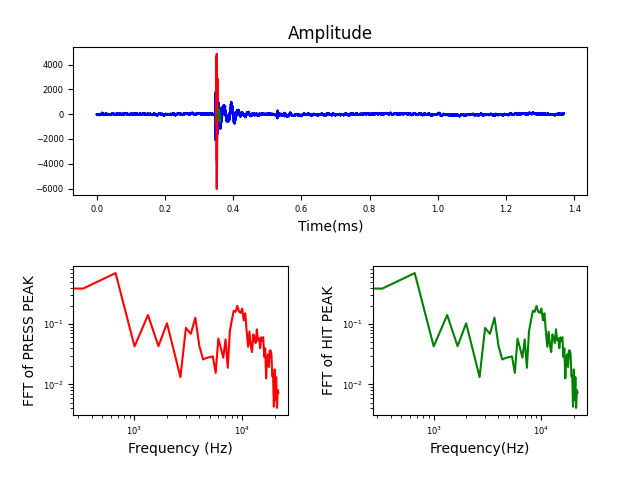 Amplitude
4000
2000
0
−2000
−4000
−6000
0.0 0.2 0.4 0.6 0.8 1.0 1.2 1.4
Time(ms)
FFT of PRESS PEAK
10⁻¹
10⁻²
10³ 10⁴
Frequency (Hz)
FFT of HIT PEAK
10⁻¹
10⁻²
10³ 10⁴
Frequency(Hz)